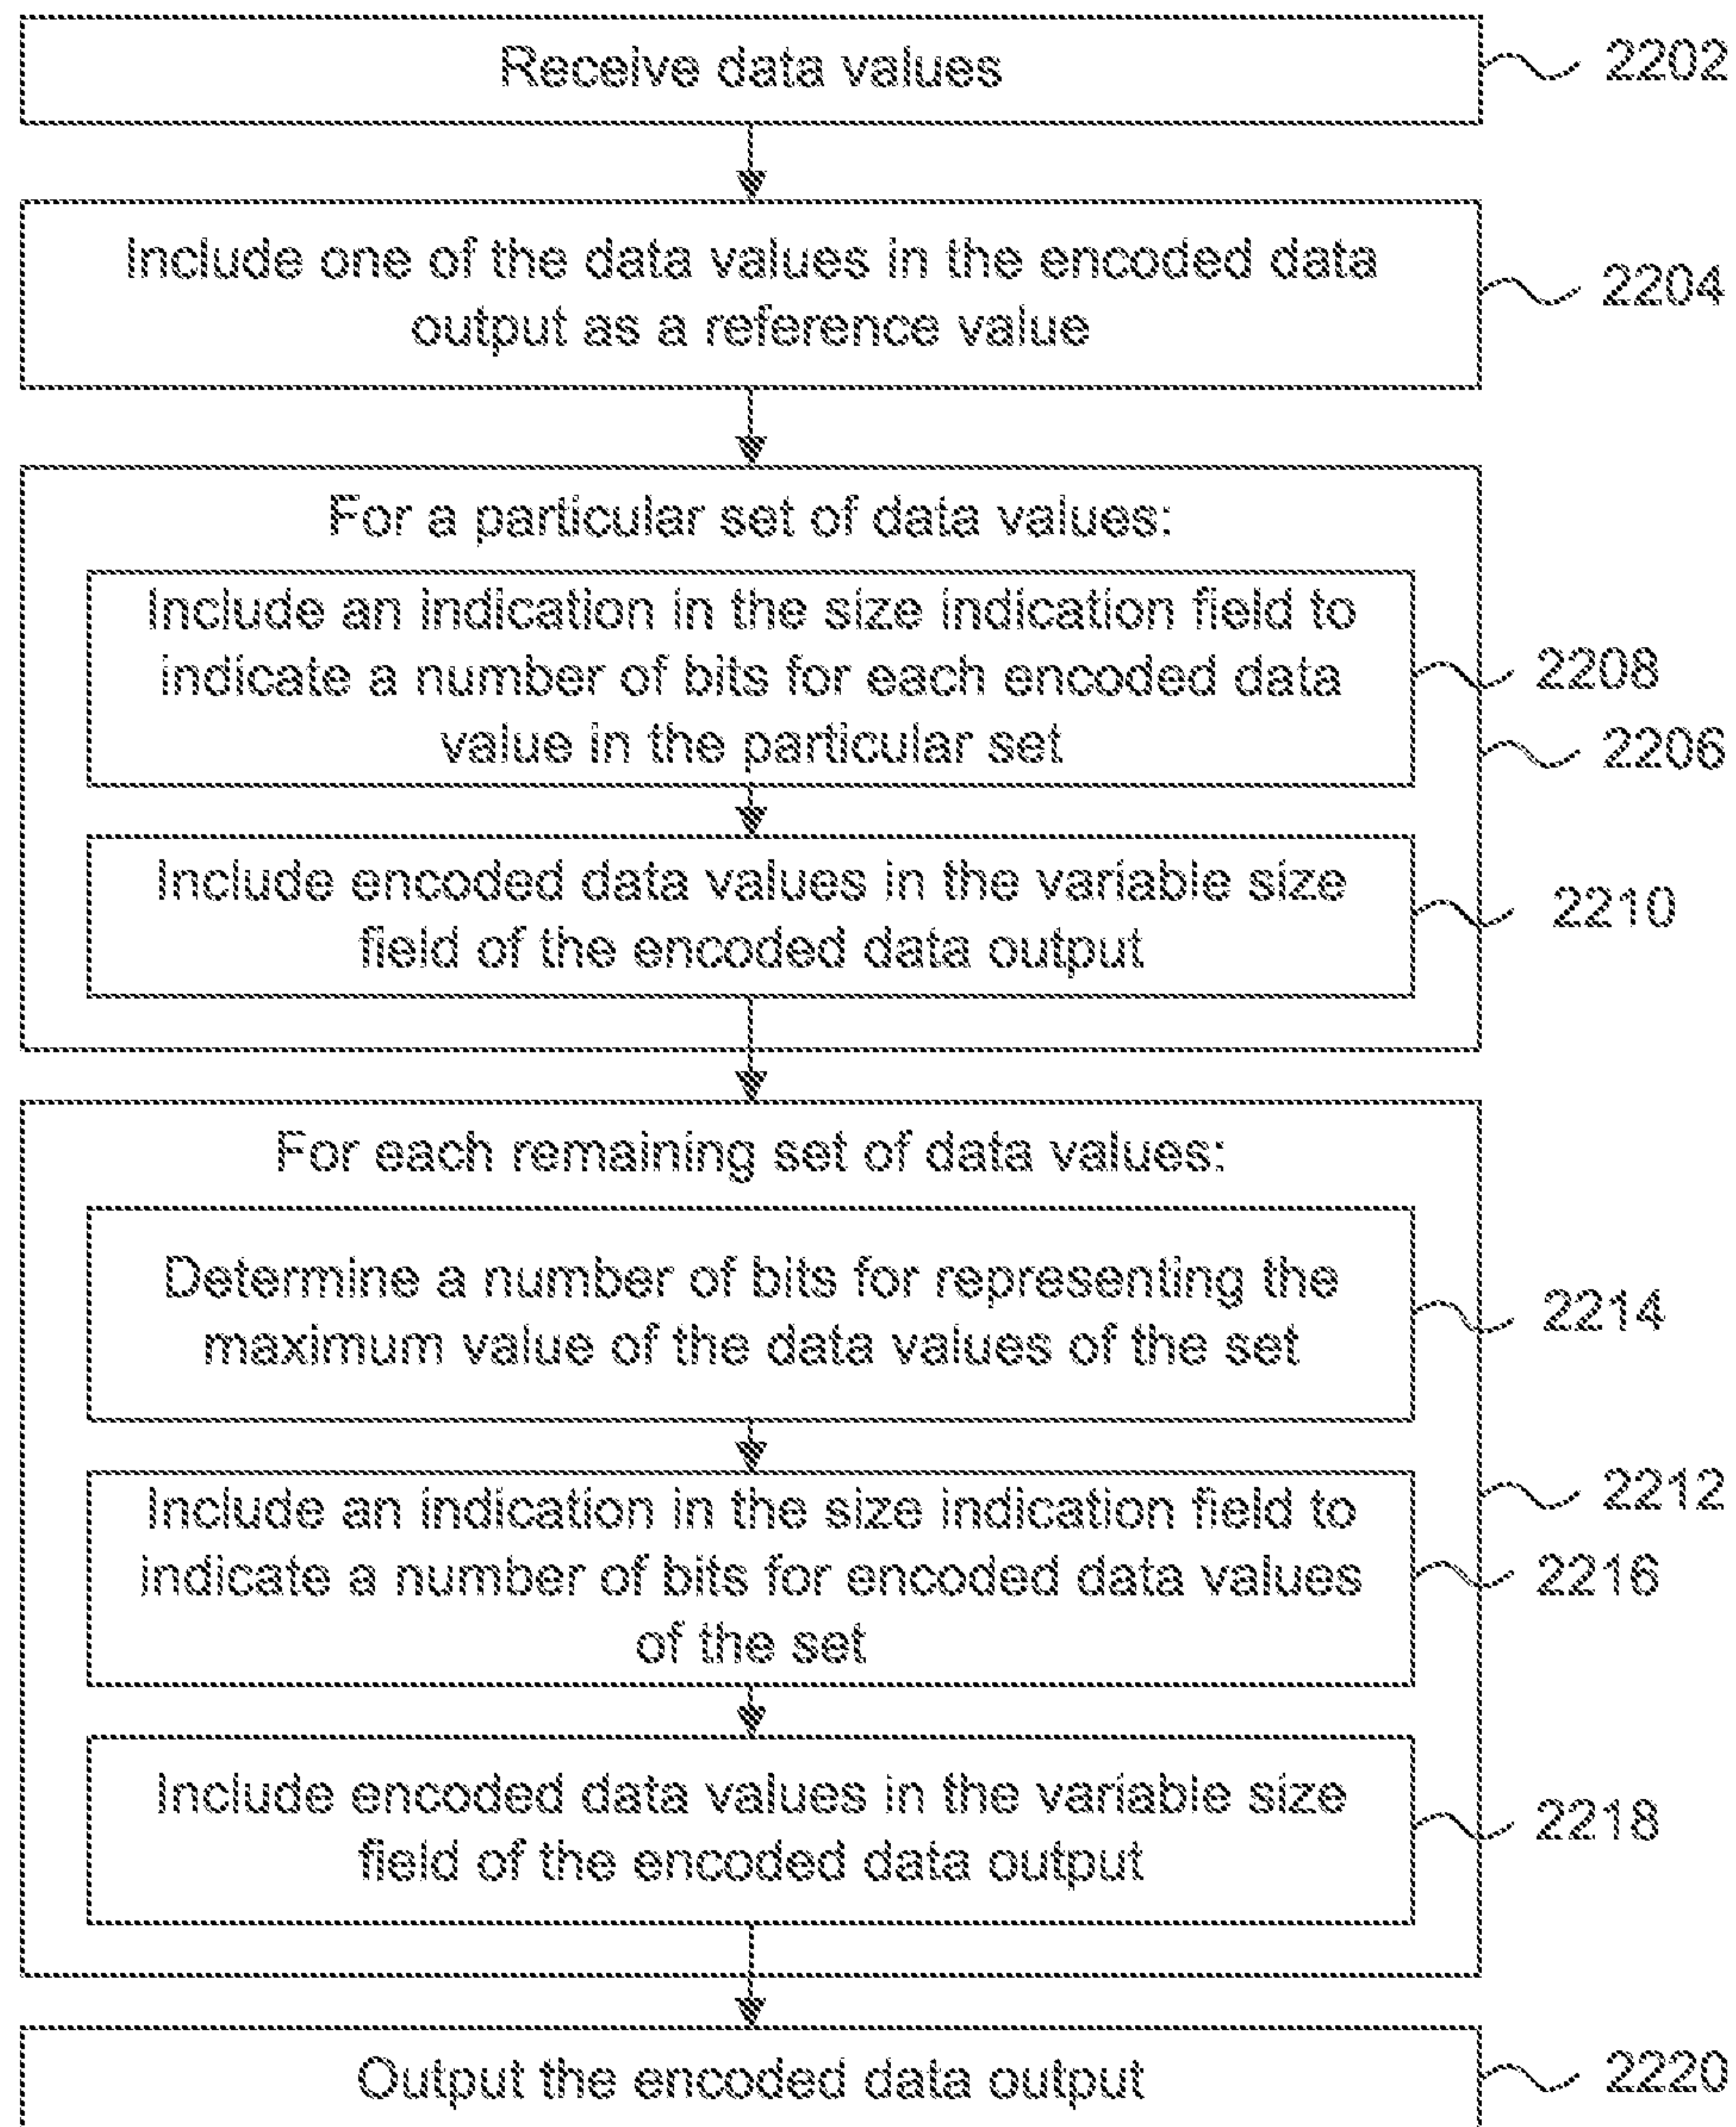 Receive data values
2202
Include one of the data values in the encoded data
output as a reference value
2204
For a particular set of data values:
Include an indication in the size indication field to
indicate a number of bits for each encoded data
value in the particular set
2208
2206
Include encoded data values in the variable size
field of the encoded data output
2210
For each remaining set of data values:
Determine a number of bits for representing the
maximum value of the data values of the set
2214
2212
Include an indication in the size indication field to
indicate a number of bits for encoded data values
of the set
2216
Include encoded data values in the variable size
field of the encoded data output
2218
Output the encoded data output
2220